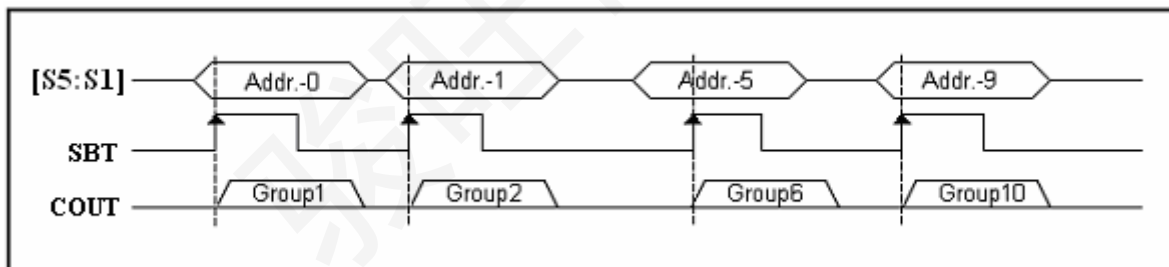 [S5:S1] Addr.-0 Addr.-1 Addr.-5 Addr.-9
SBT
COUT Group1 Group2 Group6 Group10